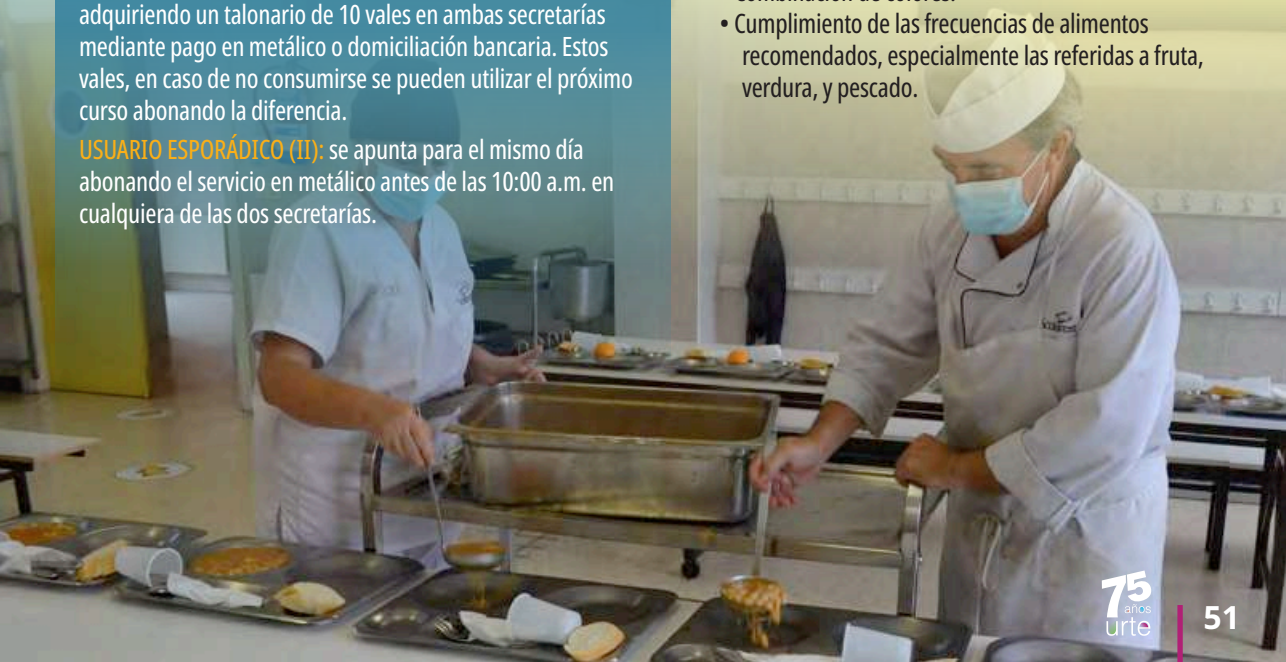 adquiriendo un talonario de 10 vales en ambas secretarías
mediante pago en metálico o domiciliación bancaria. Estos
vales, en caso de no consumirse se pueden utilizar el próximo
curso abonando la diferencia.
USUARIO ESPORÁDICO (II): se apunta para el mismo día
abonando el servicio en metálico antes de las 10:00 a.m. en
cualquiera de las dos secretarías.
combinación de colores.
• Cumplimiento de las frecuencias de alimentos
recomendados, especialmente las referidas a fruta,
verdura, y pescado.
75
años
urte
51